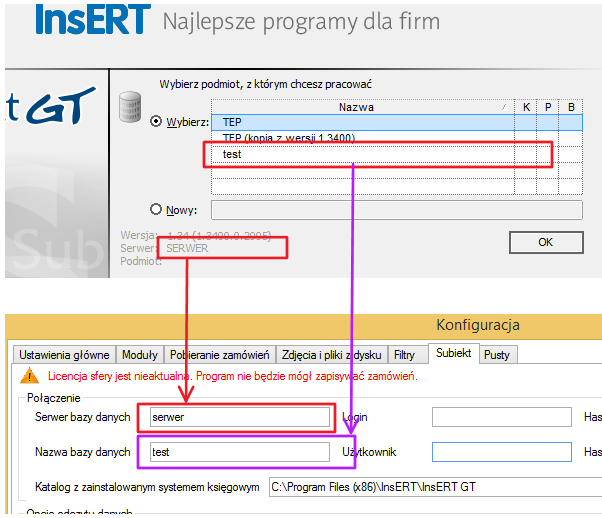 InsERT Najlepsze programy dla firm
t GT
Wybierz podmiot, z którym chcesz pracować
Nazwa K P B
Wybierz: TEP
TEP (kopia z wersji 1.3400)
test
Nowy:
Wersja: 1.34 (1.3400.0.2995)
Serwer: SERWER
Podmiot:
OK
Sub
Konfiguracja
Ustawienia główne Moduły Pobieranie zamówień Zdjęcia i pliki z dysku Filtry Subiekt Pusty
Licencja sfery jest nieaktualna. Program nie będzie mógł zapisywać zamówień.
Połączenie
Serwer bazy danych serwer Login Has
Nazwa bazy danych test Użytkownik Has
Katalog z zainstalowanym systemem księgowym C:\Program Files (x86)\InsERT\InsERT GT
Opcje odczytu danych